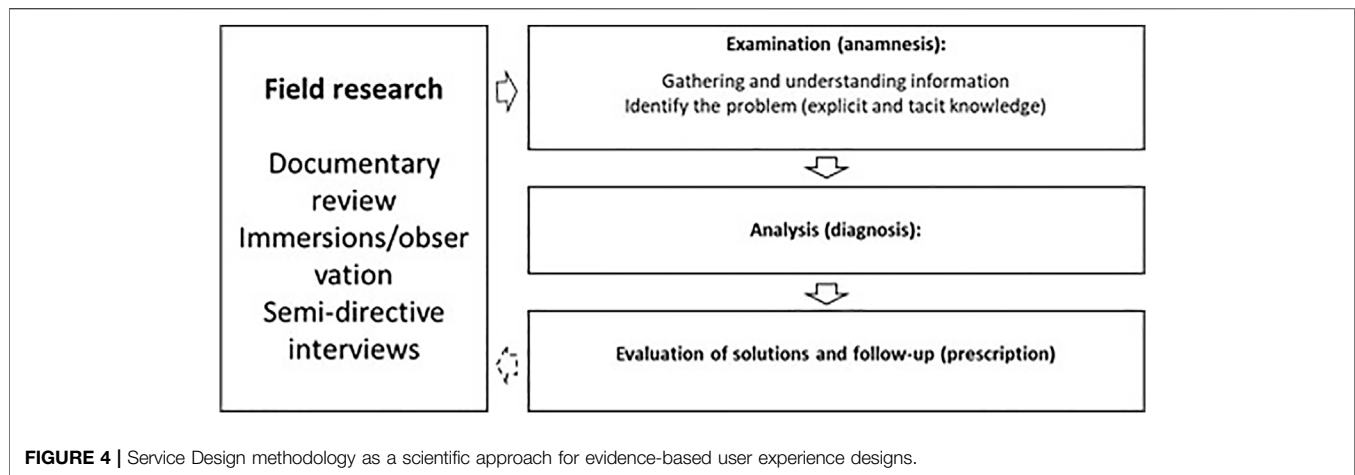 Field research
Documentary
review
Immersions/obser
vation
Semi-directive
interviews
Examination (anamnesis):
Gathering and understanding information
Identify the problem (explicit and tacit knowledge)
Analysis (diagnosis):
Evaluation of solutions and follow-up (prescription)
FIGURE 4 | Service Design methodology as a scientific approach for evidence-based user experience designs.